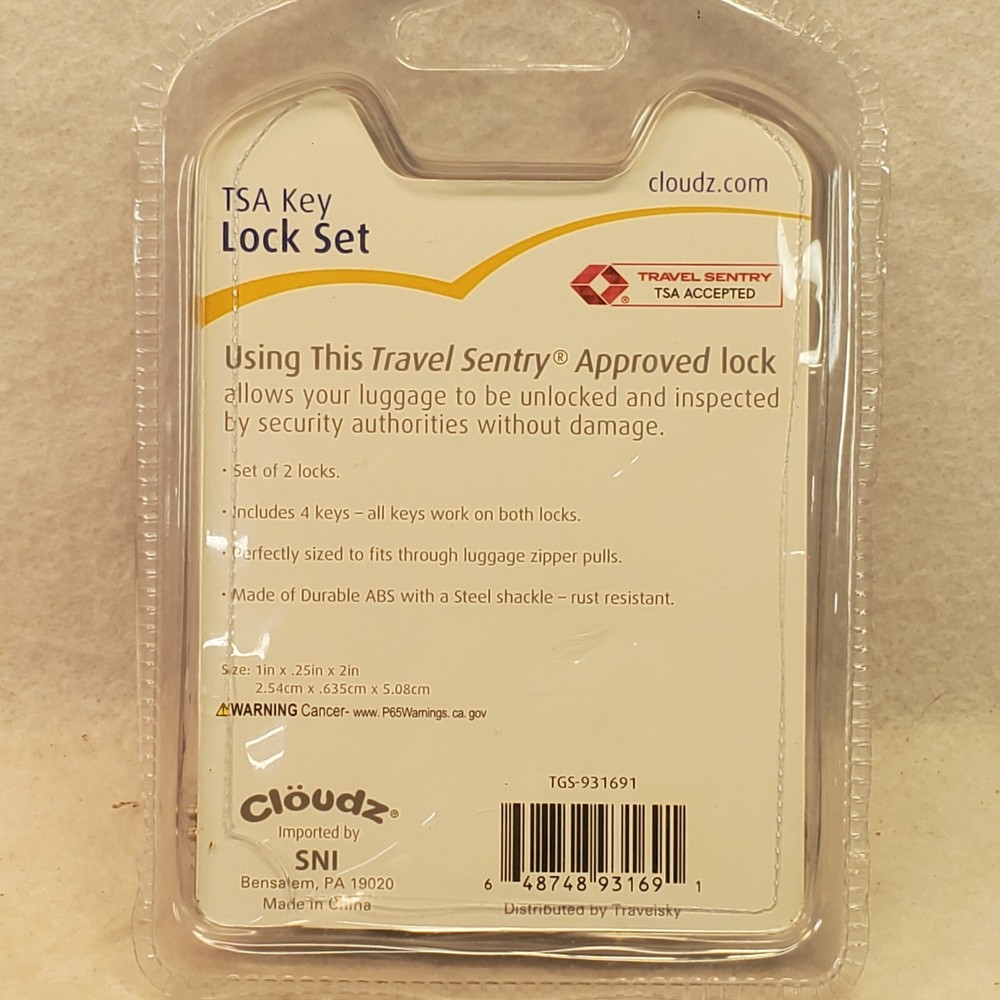 TSA Key
Lock Set
cloudz.com
TRAVEL SENTRY
®
TSA ACCEPTED
Using This Travel Sentry® Approved lock
allows your luggage to be unlocked and inspected
by security authorities without damage.
• Set of 2 locks.
• Includes 4 keys – all keys work on both locks.
• Perfectly sized to fits through luggage zipper pulls.
• Made of Durable ABS with a Steel shackle – rust resistant.
Size: 1in x .25in x 2in
2.54cm x .635cm x 5.08cm
WARNING Cancer- www. P65Warnings. ca. gov
Clöudz®
Imported by
SNI
Bensalem, PA 19020
Made in China
TGS-931691
6 48748 93169 1
Distributed by Travelsky